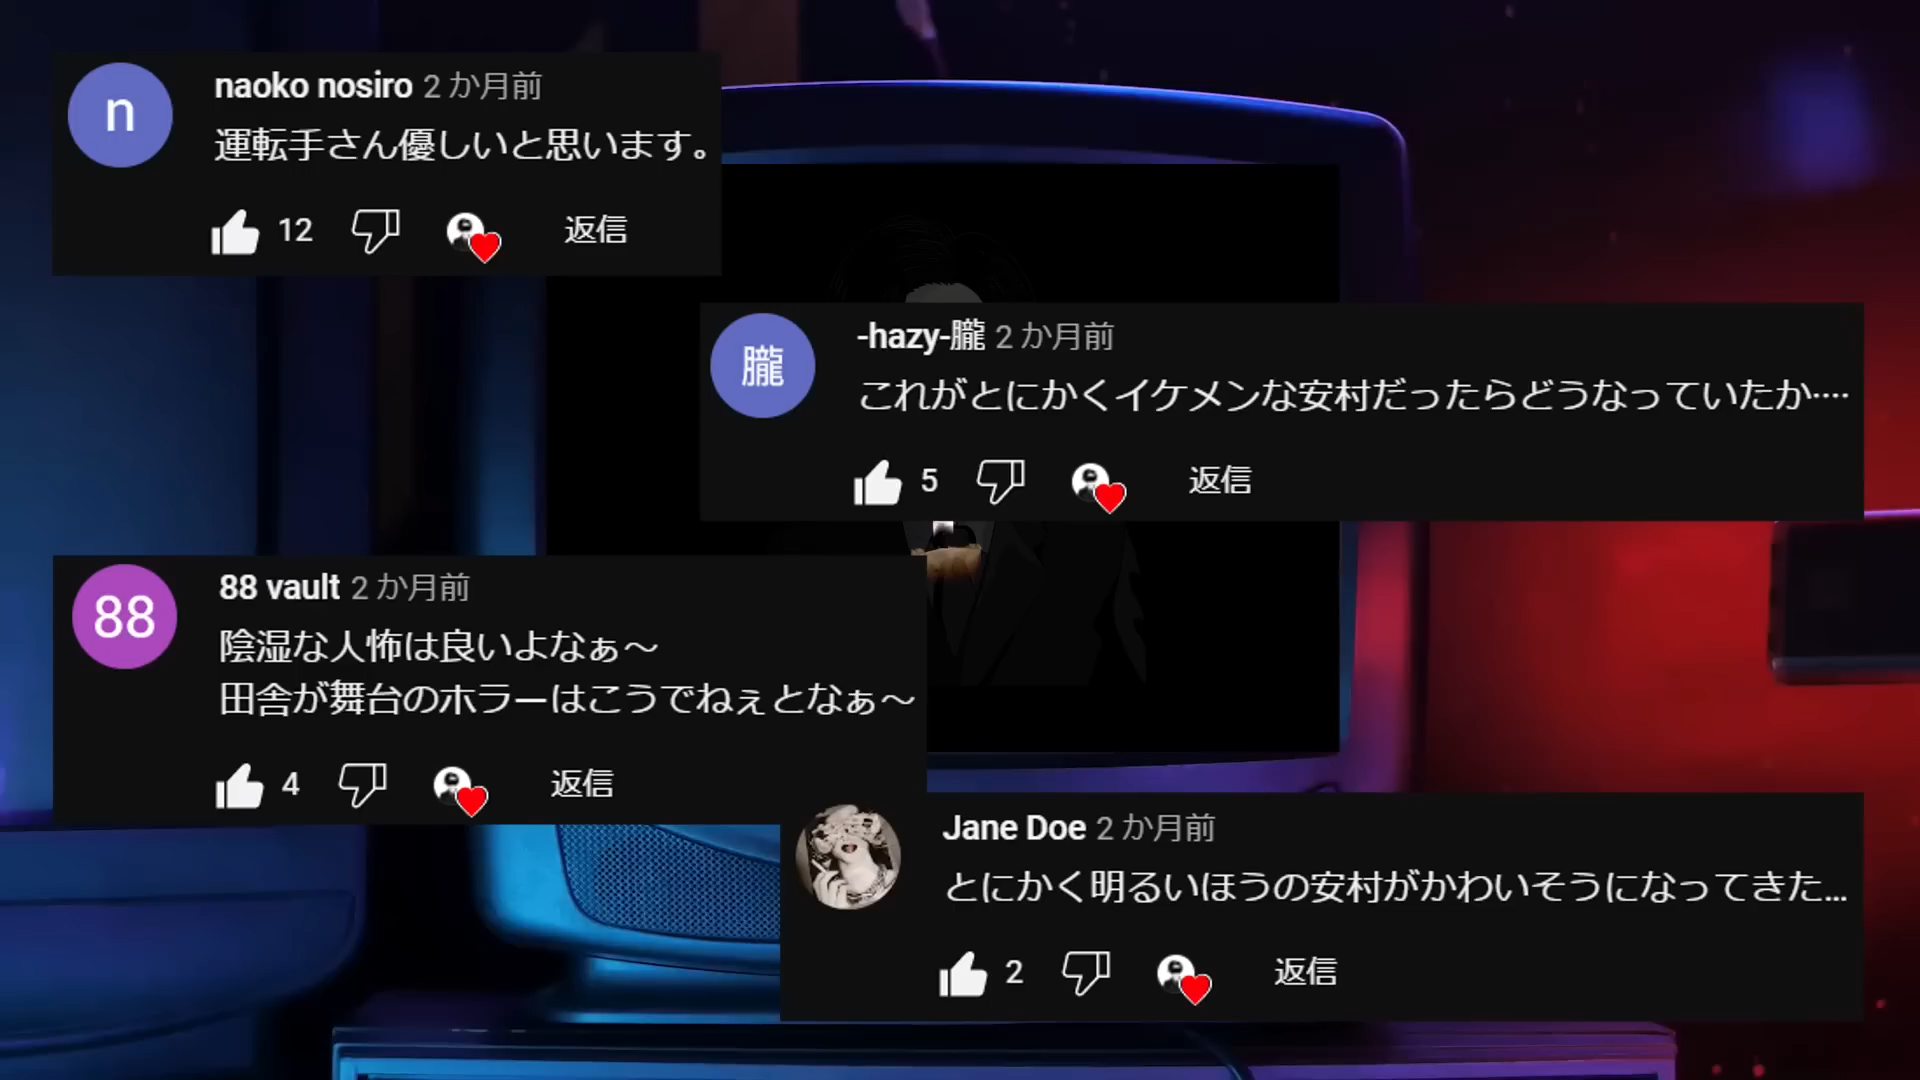 n
naoko nosiro 2 か月前
運転手さん優しいと思います。
12 返信
朧
-hazy-朧 2 か月前
これがとにかくイケメンな安村だったらどうなっていたか····
5 返信
88
88 vault 2 か月前
陰湿な人怖は良いよなぁ～
田舎が舞台のホラーはこうでねぇとなぁ～
4 返信
Jane Doe 2 か月前
とにかく明るいほうの安村がかわいそうになってきた...
2 返信